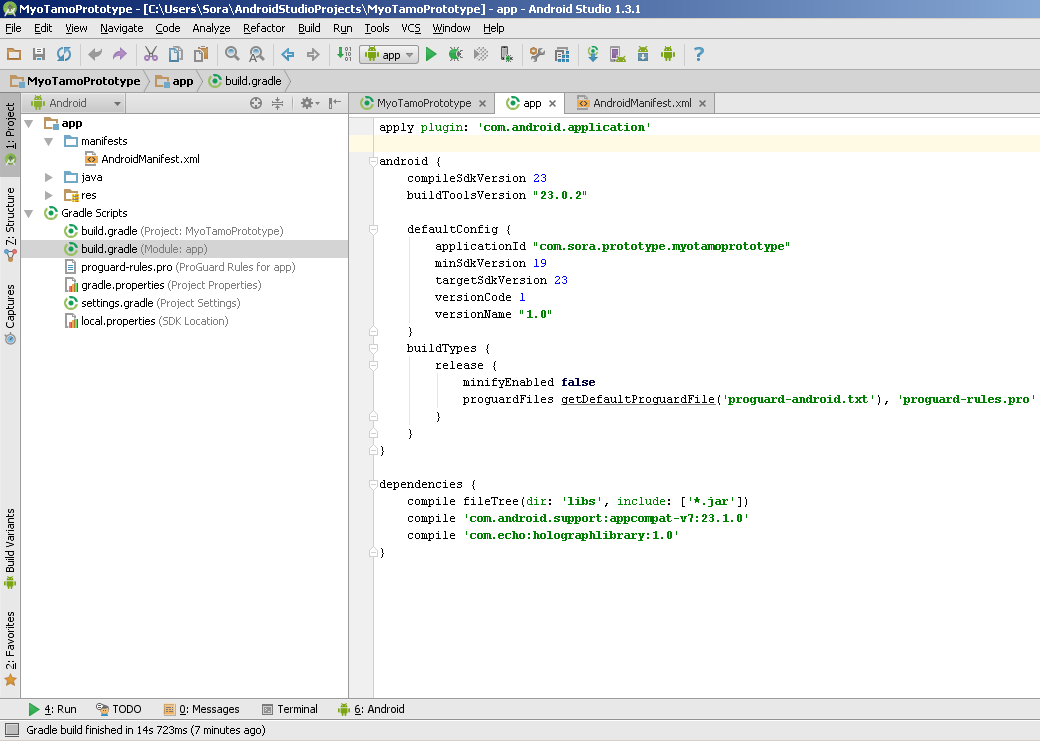 MyoTamoPrototype - [C:\Users\Sora\AndroidStudioProjects\MyoTamoPrototype] - app - Android Studio 1.3.1
File Edit View Navigate Code Analyze Refactor Build Run Tools VCS Window Help
app
MyoTamoPrototype app build.gradle
Android
MyoTamoPrototype app AndroidManifest.xml
1: Project
Z: Structure
Captures
Build Variants
2: Favorites
app
manifests
AndroidManifest.xml
java
res
Gradle Scripts
build.gradle (Project: MyoTamoPrototype)
build.gradle (Module: app)
proguard-rules.pro (ProGuard Rules for app)
gradle.properties (Project Properties)
settings.gradle (Project Settings)
local.properties (SDK Location)
apply plugin: 'com.android.application'
android {
compileSdkVersion 23
buildToolsVersion "23.0.2"
defaultConfig {
applicationId "com.sora.prototype.myotamoprototype"
minSdkVersion 19
targetSdkVersion 23
versionCode 1
versionName "1.0"
}
buildTypes {
release {
minifyEnabled false
proguardFiles getDefaultProguardFile('proguard-android.txt'), 'proguard-rules.pro'
}
}
}
dependencies {
compile fileTree(dir: 'libs', include: ['*.jar'])
compile 'com.android.support:appcompat-v7:23.1.0'
compile 'com.echo:holographlibrary:1.0'
}
4: Run TODO 0: Messages Terminal 6: Android
Gradle build finished in 14s 723ms (7 minutes ago)